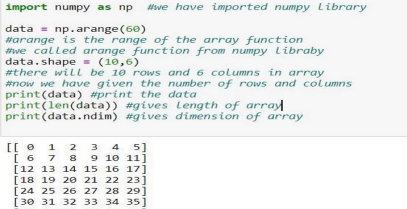 import numpy as np #we have imported numpy library
data = np.arange(60)
#arange is the range of the array function
#we called arange function from numpy libraby
data.shape = (10,6)
#there will be 10 rows and 6 columns in array
#now we have given the number of rows and columns
print(data) #print the data
print(len(data)) #gives length of array
print(data.ndim) #gives dimension of array
[[ 0 1 2 3 4 5]
[ 6 7 8 9 10 11]
[12 13 14 15 16 17]
[18 19 20 21 22 23]
[24 25 26 27 28 29]
[30 31 32 33 34 35]